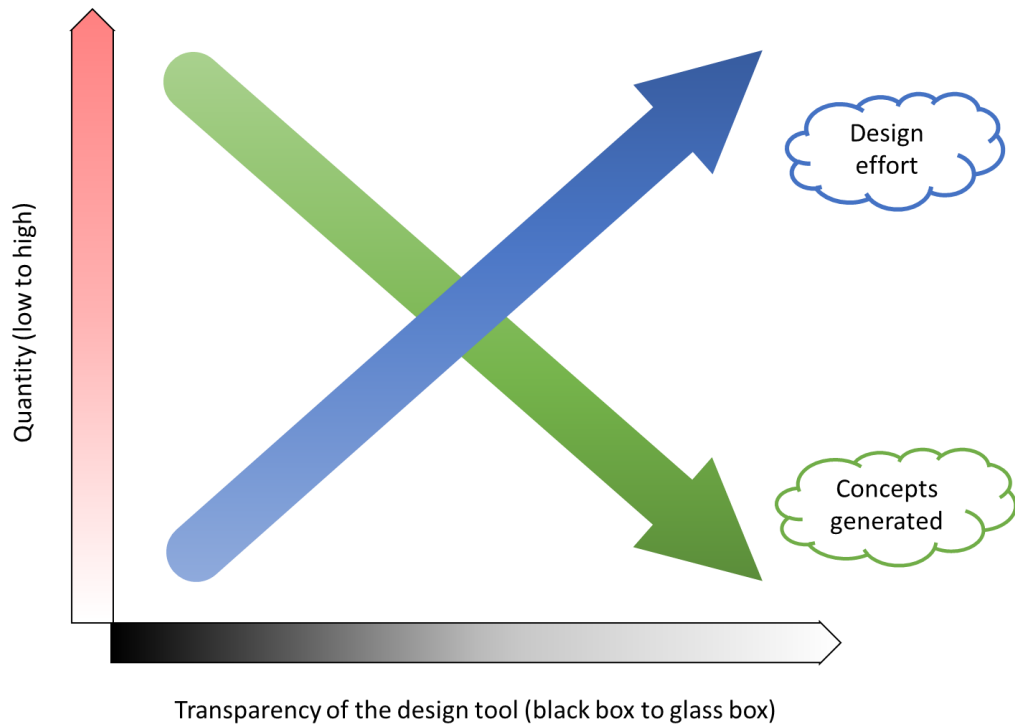 Quantity (low to high)
Design
effort
Concepts
generated
Transparency of the design tool (black box to glass box)